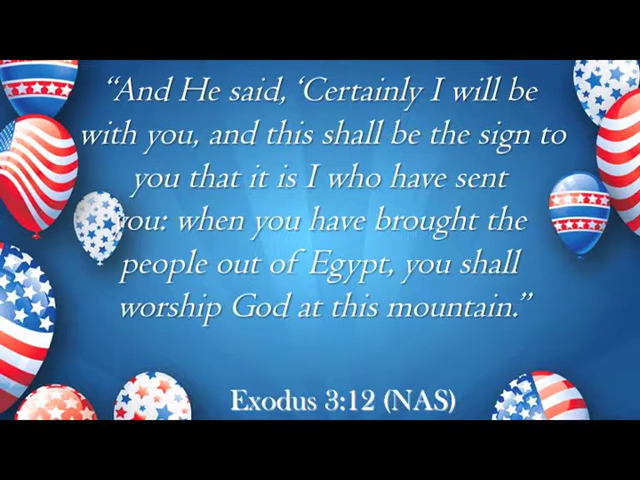 “And He said, ‘Certainly I will be
with you, and this shall be the sign to
you that it is I who have sent
you: when you have brought the
people out of Egypt, you shall
worship God at this mountain.”
Exodus 3:12 (NAS)